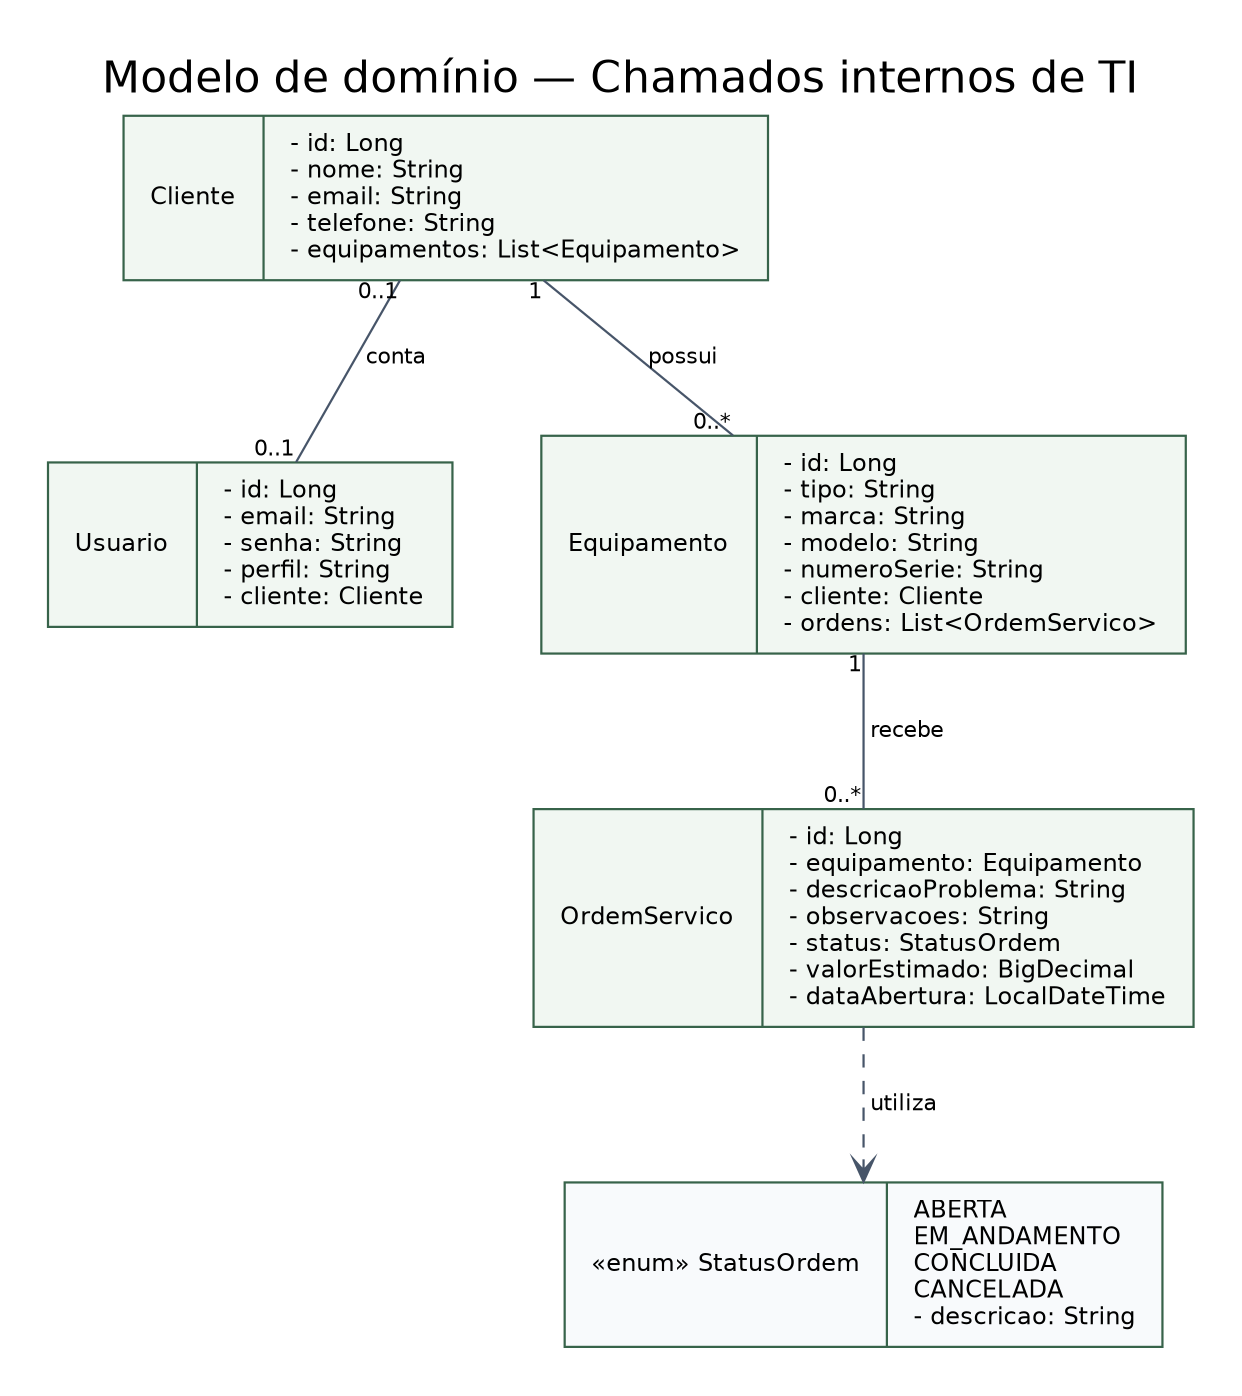 Modelo de domínio — Chamados internos de TI
Cliente
- id: Long
- nome: String
- email: String
- telefone: String
- equipamentos: List<Equipamento>
0..1
1
conta
possui
0..1
0..*
Usuario
- id: Long
- email: String
- senha: String
- perfil: String
- cliente: Cliente
Equipamento
- id: Long
- tipo: String
- marca: String
- modelo: String
- numeroSerie: String
- cliente: Cliente
- ordens: List<OrdemServico>
1
recebe
0..*
OrdemServico
- id: Long
- equipamento: Equipamento
- descricaoProblema: String
- observacoes: String
- status: StatusOrdem
- valorEstimado: BigDecimal
- dataAbertura: LocalDateTime
utiliza
«enum» StatusOrdem
ABERTA
EM_ANDAMENTO
CONCLUIDA
CANCELADA
- descricao: String